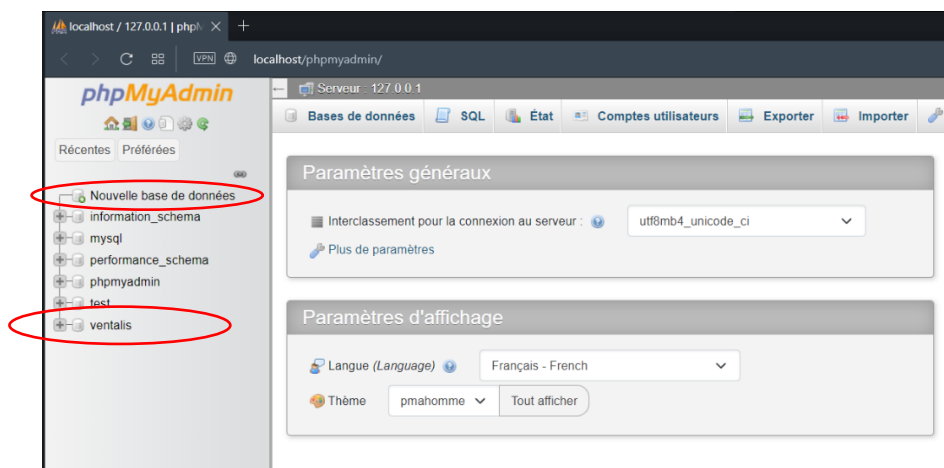 localhost / 127.0.0.1 | phpM
VPN localhost/phpmyadmin/
phpMyAdmin
Récentes Préférées
Nouvelle base de données
information_schema
mysql
performance_schema
phpmyadmin
test
ventalis
Serveur : 127.0.0.1
Bases de données SQL État Comptes utilisateurs Exporter Importer
Paramètres généraux
Interclassement pour la connexion au serveur : utf8mb4_unicode_ci
Plus de paramètres
Paramètres d'affichage
Langue (Language) Français - French
Thème pmahomme Tout afficher